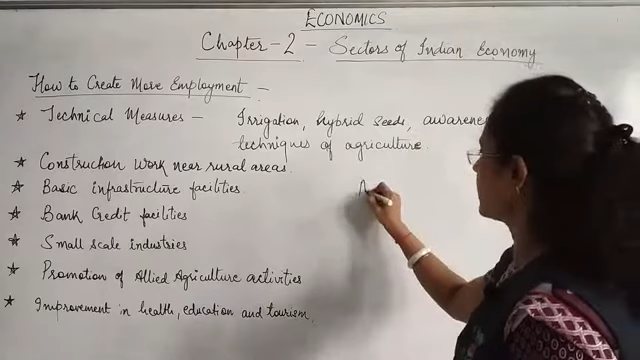 ECONOMICS
Chapter-2 - Sectors of Indian Economy
How to Create More Employment -
★ Technical Measures - Irrigation, hybrid seeds,
techniques of agriculture.
★ Construction Work near rural areas.
★ Basic infrastructure facilities.
★ Bank Credit facilities
★ Small scale industries
★ Promotion of Allied Agriculture activities
★ Improvement in health, education and tourism.